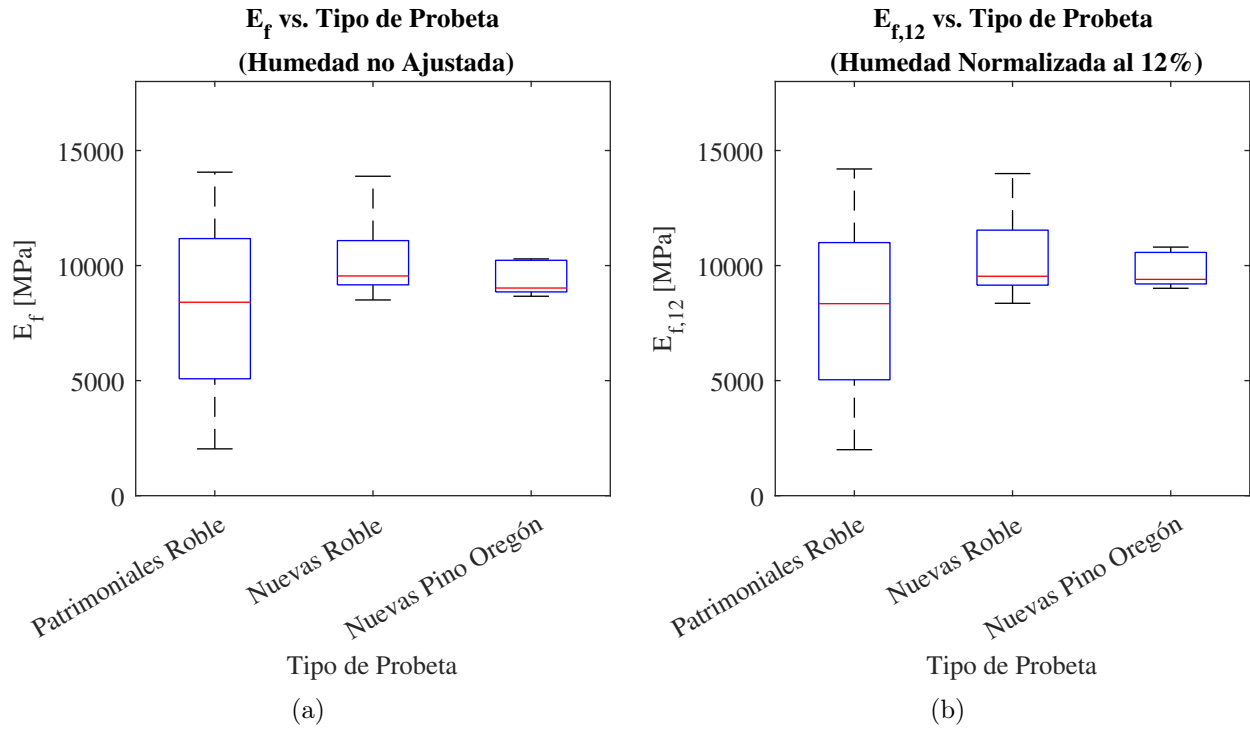 E_f vs. Tipo de Probeta
(Humedad no Ajustada)
15000
10000
5000
0
E_f [MPa]
Patrimoniales Roble
Nuevas Roble
Nuevas Pino Oregón
Tipo de Probeta
(a)
E_f,12 vs. Tipo de Probeta
(Humedad Normalizada al 12%)
15000
10000
5000
0
E_f,12 [MPa]
Patrimoniales Roble
Nuevas Roble
Nuevas Pino Oregón
Tipo de Probeta
(b)